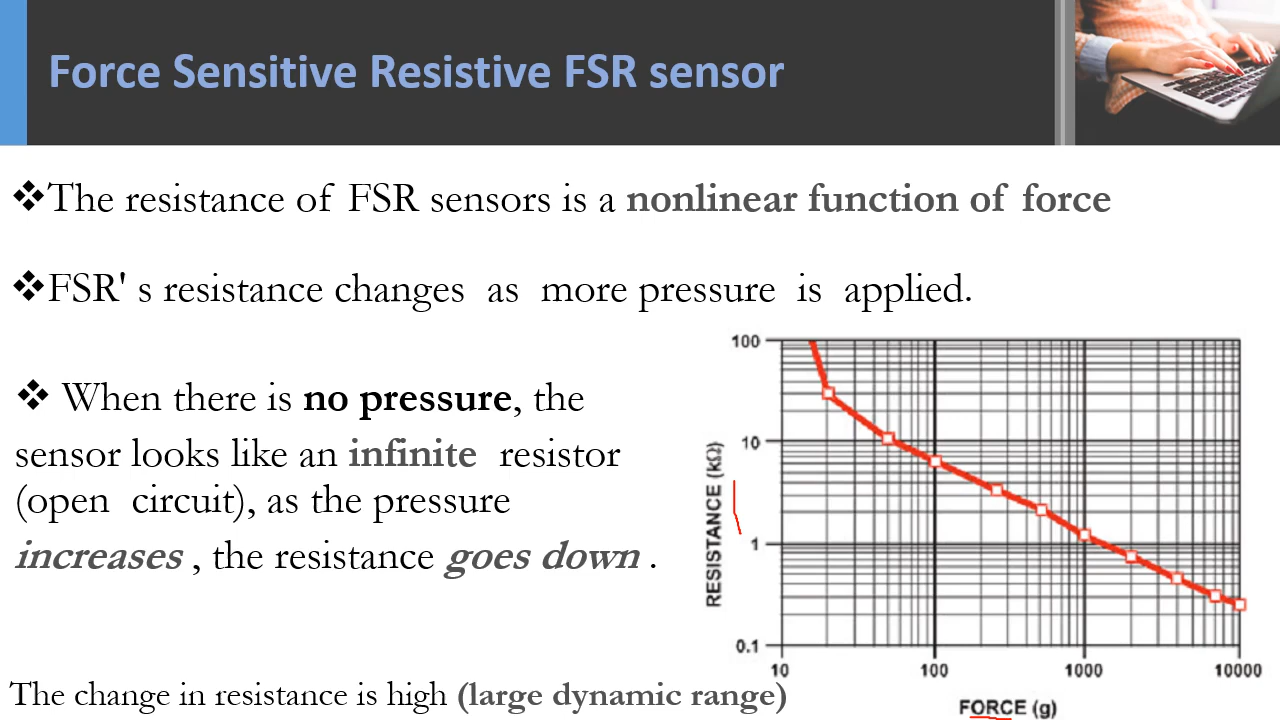 Force Sensitive Resistive FSR sensor
❖The resistance of FSR sensors is a nonlinear function of force
❖FSR' s resistance changes as more pressure is applied.
❖ When there is no pressure, the
sensor looks like an infinite resistor
(open circuit), as the pressure
increases , the resistance goes down .
The change in resistance is high (large dynamic range)
RESISTANCE (kΩ)
100
10
1
0.1
10 100 1000 10000
FORCE (g)